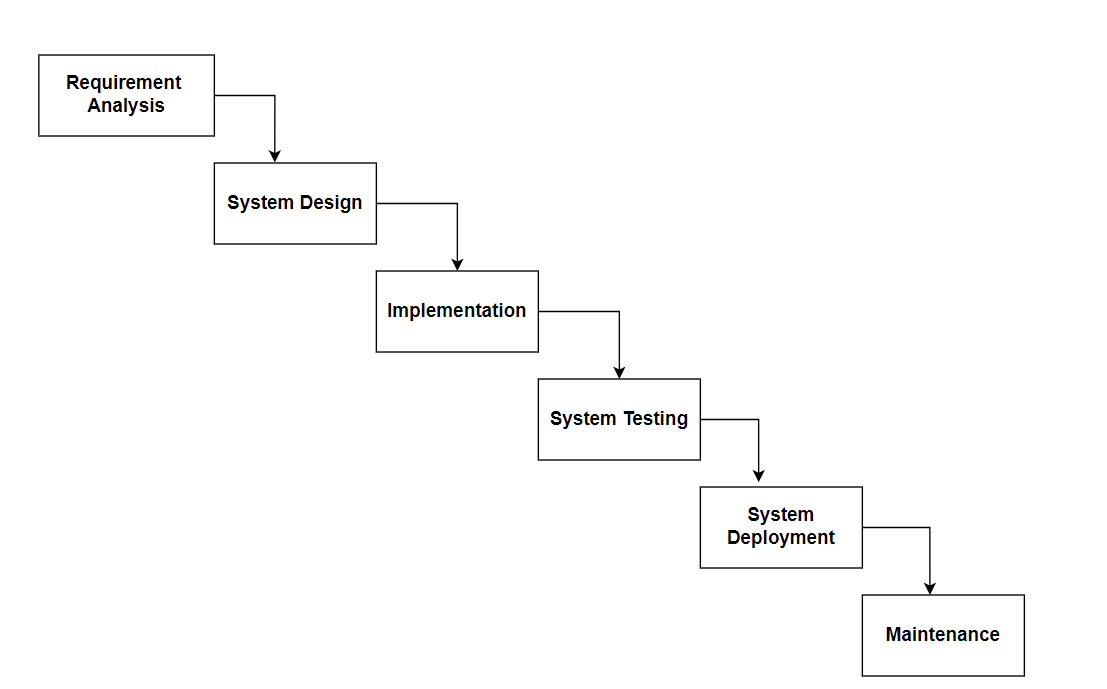 Requirement
Analysis
System Design
Implementation
System Testing
System
Deployment
Maintenance